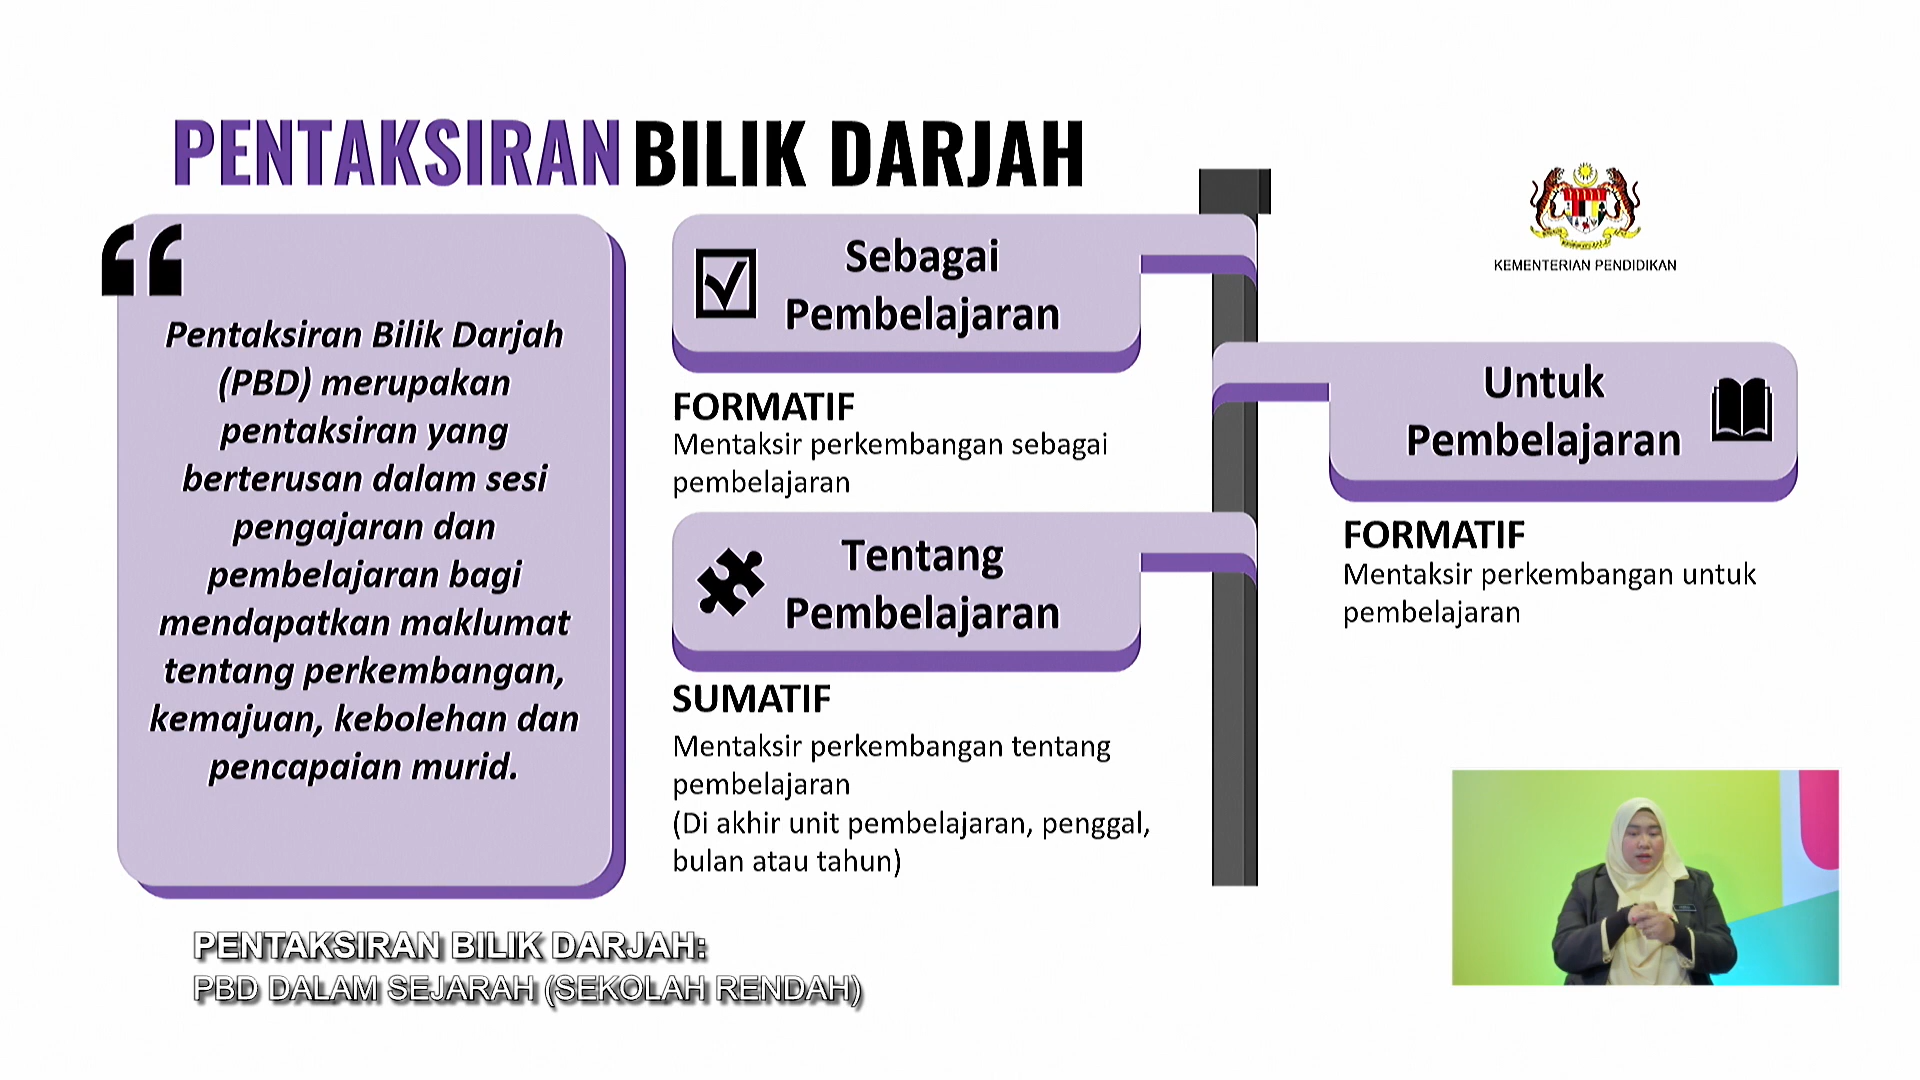 PENTAKSIRAN BILIK DARJAH
Pentaksiran Bilik Darjah
(PBD) merupakan
pentaksiran yang
berterusan dalam sesi
pengajaran dan
pembelajaran bagi
mendapatkan maklumat
tentang perkembangan,
kemajuan, kebolehan dan
pencapaian murid.
Sebagai
Pembelajaran
FORMATIF
Mentaksir perkembangan sebagai
pembelajaran
Tentang
Pembelajaran
SUMATIF
Mentaksir perkembangan tentang
pembelajaran
(Di akhir unit pembelajaran, penggal,
bulan atau tahun)
KEMENTERIAN PENDIDIKAN
Untuk
Pembelajaran
FORMATIF
Mentaksir perkembangan untuk
pembelajaran
PENTAKSIRAN BILIK DARJAH:
PBD DALAM SEJARAH (SEKOLAH RENDAH)